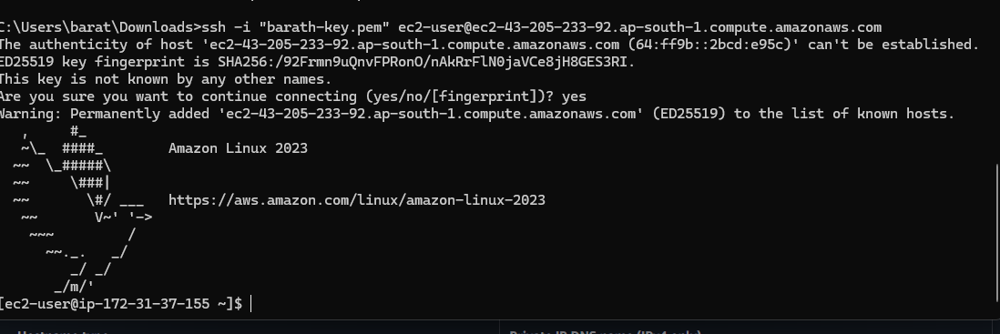 C:\Users\barat\Downloads>ssh -i "barath-key.pem" ec2-user@ec2-43-205-233-92.ap-south-1.compute.amazonaws.com
The authenticity of host 'ec2-43-205-233-92.ap-south-1.compute.amazonaws.com (64:ff9b::2bcd:e95c)' can't be established.
ED25519 key fingerprint is SHA256:/92Frmn9uQnvFPRonO/nAkRrFlN0jaVCe8jH8GES3RI.
This key is not known by any other names.
Are you sure you want to continue connecting (yes/no/[fingerprint])? yes
Warning: Permanently added 'ec2-43-205-233-92.ap-south-1.compute.amazonaws.com' (ED25519) to the list of known hosts.
   ,     #_
   ~\_  ####_        Amazon Linux 2023
  ~~  \_#####\
  ~~     \###|
  ~~       \#/ ___   https://aws.amazon.com/linux/amazon-linux-2023
   ~~       V~' '->
    ~~~         /
      ~~._.   _/
         _/ _/
       _/m/'
[ec2-user@ip-172-31-37-155 ~]$